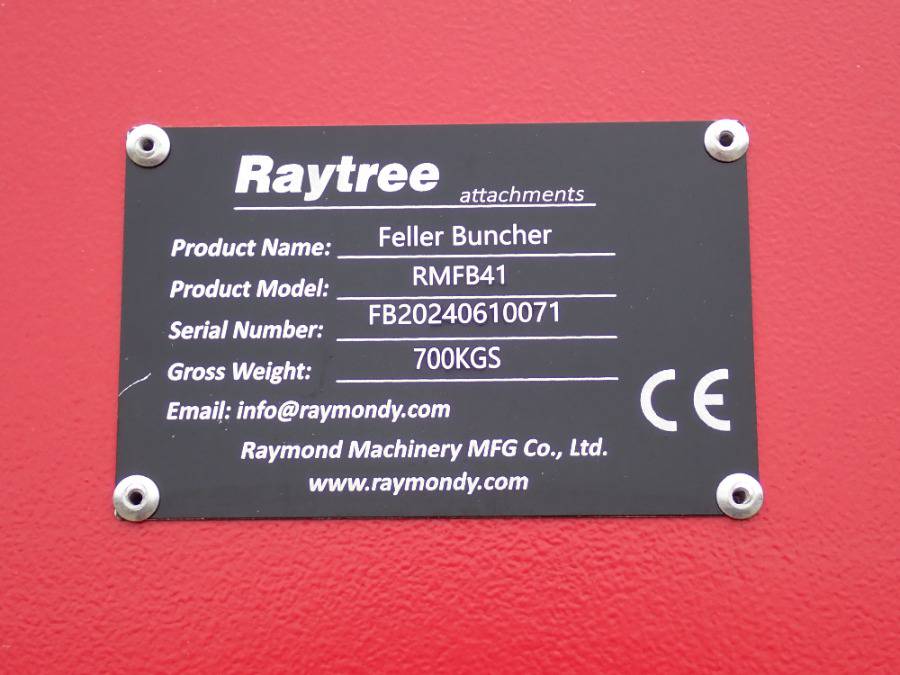 Raytree
attachments
Product Name: Feller Buncher
Product Model: RMFB41
Serial Number: FB20240610071
Gross Weight: 700KGS
Email: info@raymondy.com
CE
Raymond Machinery MFG Co., Ltd.
www.raymondy.com